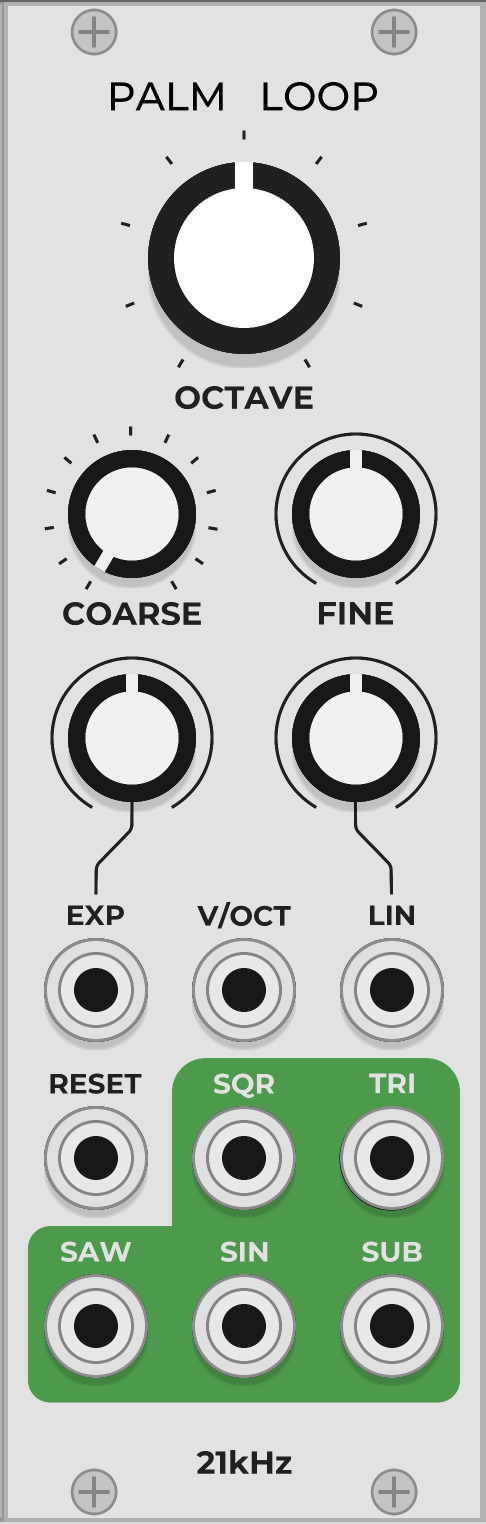 PALM LOOP
OCTAVE
COARSE FINE
EXP V/OCT LIN
RESET SQR TRI
SAW SIN SUB
21kHz